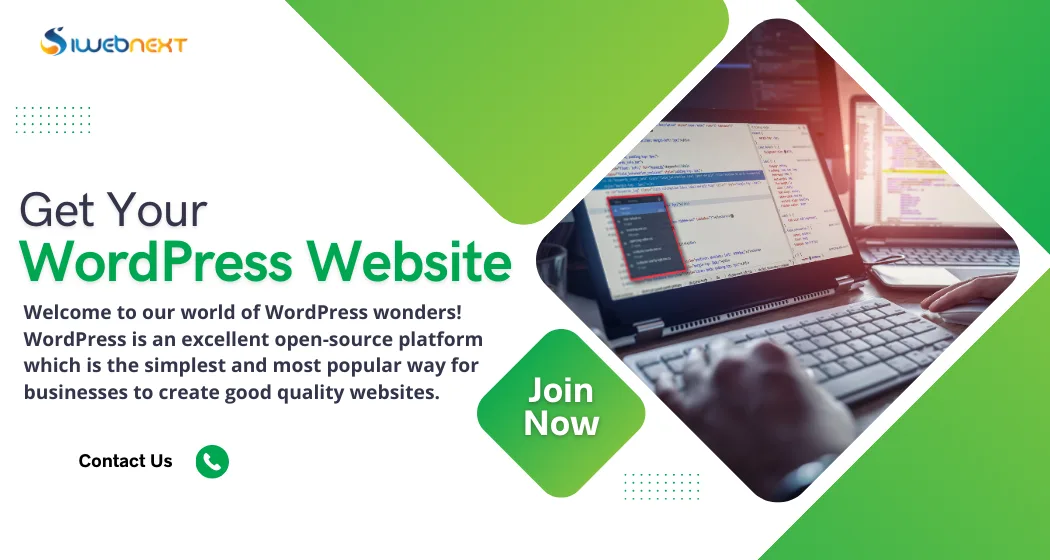 SIWEBNEXT
Get Your
WordPress Website
Welcome to our world of WordPress wonders!
WordPress is an excellent open-source platform
which is the simplest and most popular way for
businesses to create good quality websites.
Join
Now
Contact Us